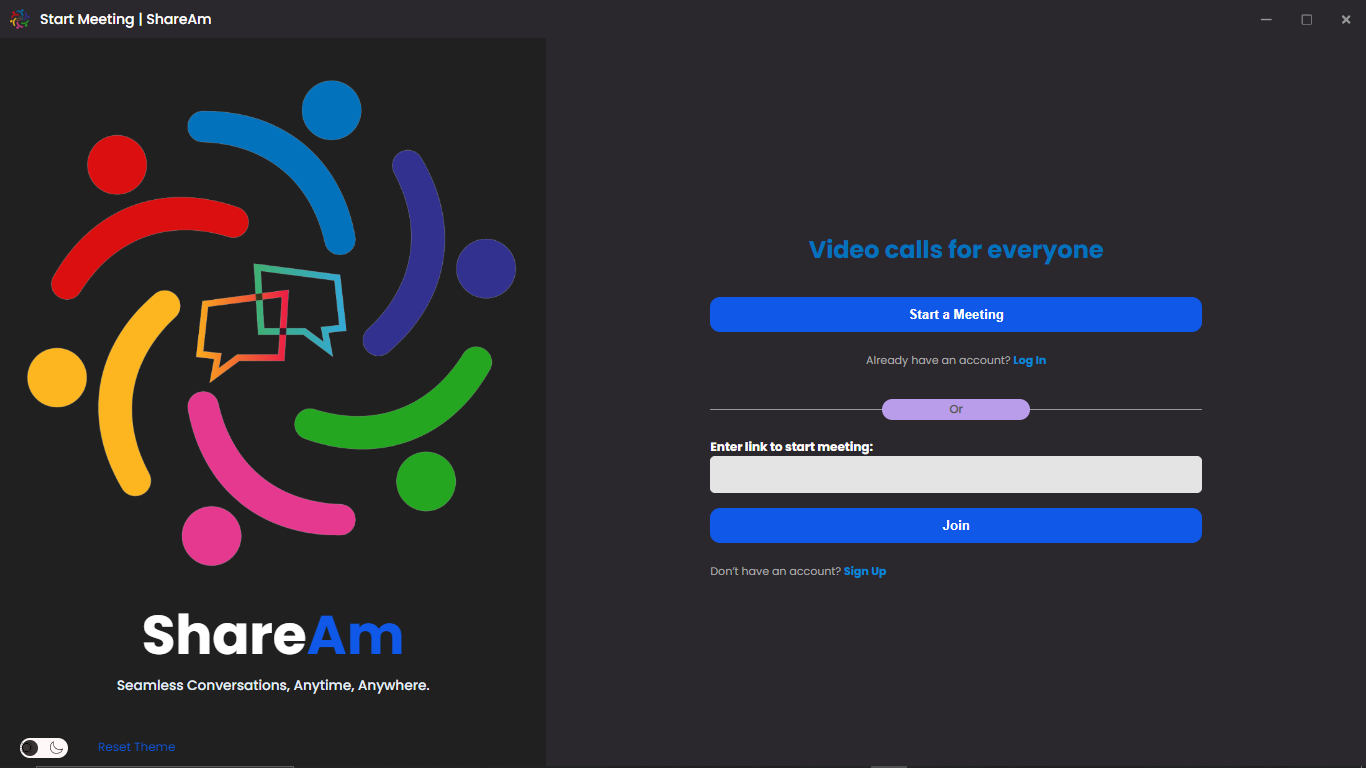 Start Meeting | ShareAm
Video calls for everyone
Start a Meeting
Already have an account? Log In
Or
Enter link to start meeting:
Join
Don't have an account? Sign Up
ShareAm
Seamless Conversations, Anytime, Anywhere.
Reset Theme